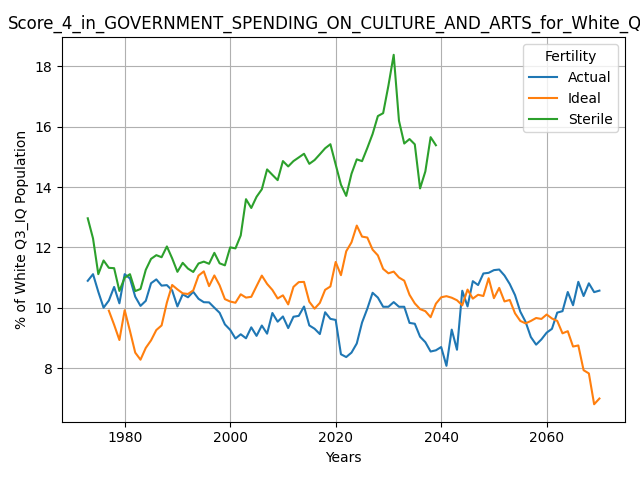 Score_4_in_GOVERNMENT_SPENDING_ON_CULTURE_AND_ARTS_for_White_Q
18
16
14
12
10
8
% of White Q3_IQ Population
1980
2000
2020
2040
2060
Years
Fertility
Actual
Ideal
Sterile